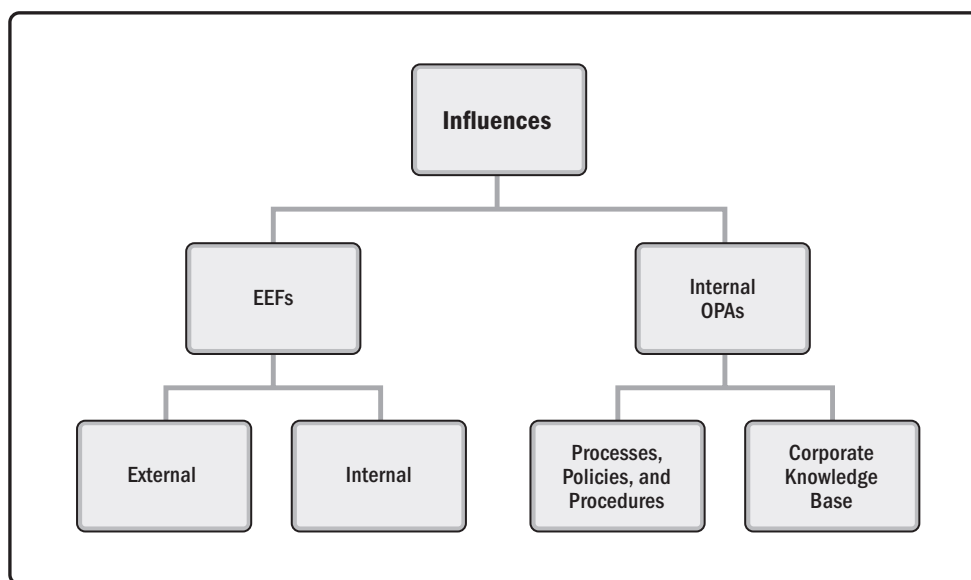 Influences
EEFs
Internal
OPAs
External
Internal
Processes,
Policies, and
Procedures
Corporate
Knowledge
Base